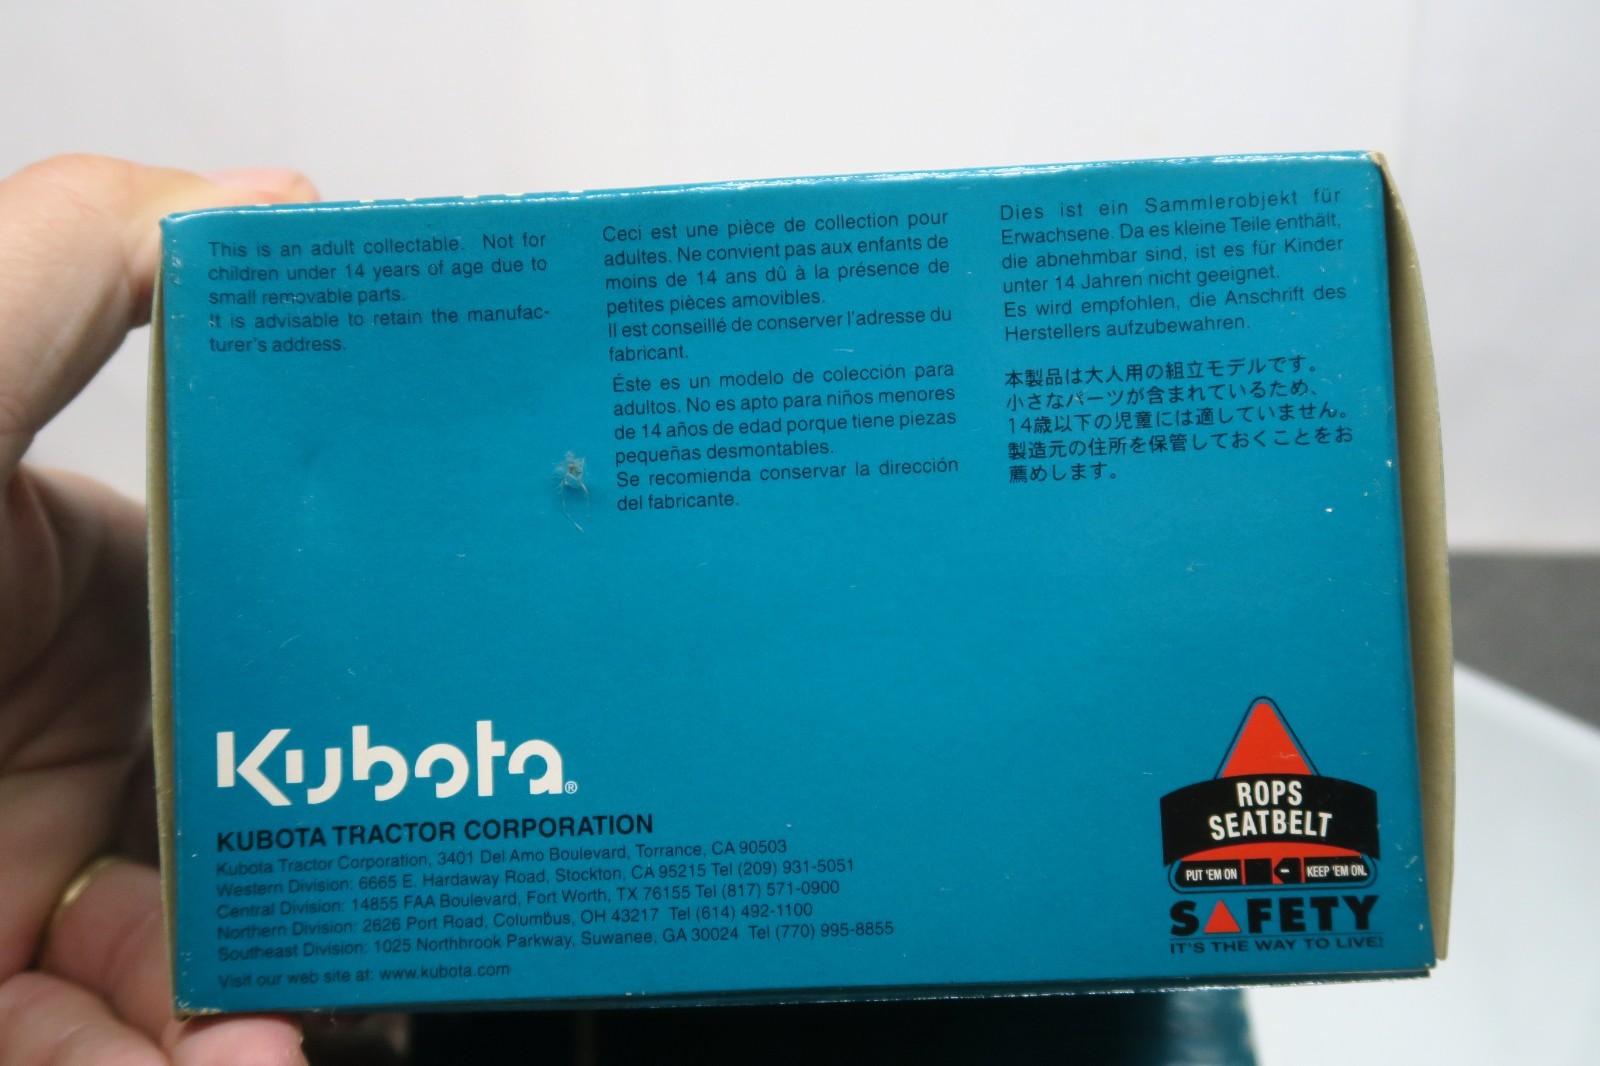 This is an adult collectable. Not for
children under 14 years of age due to
small removable parts.
It is advisable to retain the manufac-
turer's address.
Ceci est une pièce de collection pour
adultes. Ne convient pas aux enfants de
moins de 14 ans dû à la présence de
petites pièces amovibles.
Il est conseillé de conserver l'adresse du
fabricant.
Éste es un modelo de colección para
adultos. No es apto para niños menores
de 14 años de edad porque tiene piezas
pequeñas desmontables.
Se recomienda conservar la dirección
del fabricante.
Dies ist ein Sammlerobjekt für
Erwachsene. Da es kleine Teile enthält,
die abnehmbar sind, ist es für Kinder
unter 14 Jahren nicht geeignet.
Es wird empfohlen, die Anschrift des
Herstellers aufzubewahren.
本製品は大人用の組立モデルです。
小さなパーツが含まれているため、
14歳以下の児童には適していません。
製造元の住所を保管しておくことをお
薦めします。
Kubota®
KUBOTA TRACTOR CORPORATION
Kubota Tractor Corporation, 3401 Del Amo Boulevard, Torrance, CA 90503
Western Division: 6665 E. Hardaway Road, Stockton, CA 95215 Tel (209) 931-5051
Central Division: 14855 FAA Boulevard, Fort Worth, TX 76155 Tel (817) 571-0900
Northern Division: 2626 Port Road, Columbus, OH 43217 Tel (614) 492-1100
Southeast Division: 1025 Northbrook Parkway, Suwanee, GA 30024 Tel (770) 995-8855
Visit our web site at: www.kubota.com
ROPS
SEATBELT
PUT 'EM ON KEEP 'EM ON.
SAFETY
IT'S THE WAY TO LIVE!